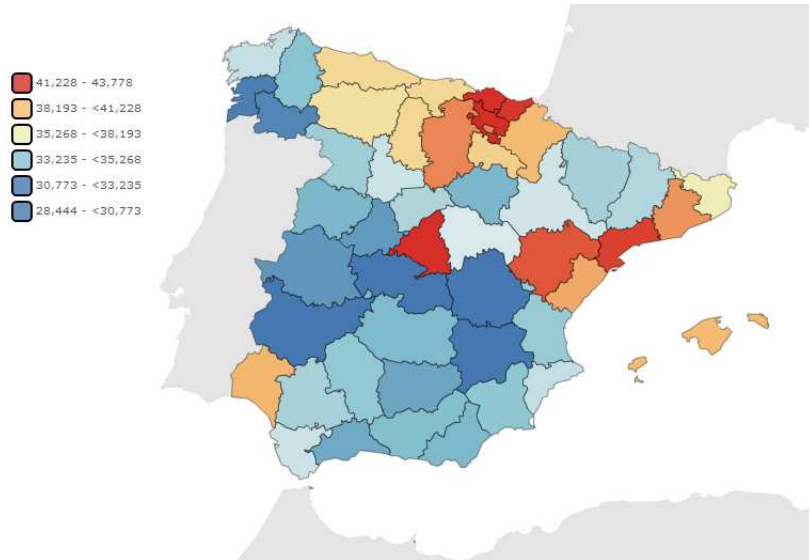 41,228 - 43,778
38,193 - <41,228
35,268 - <38,193
33,235 - <35,268
30,773 - <33,235
28,444 - <30,773